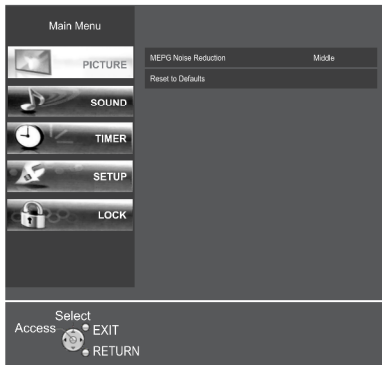 Main Menu
PICTURE
SOUND
TIMER
SETUP
LOCK
MEPG Noise Reduction Middle
Reset to Defaults
Select
Access
EXIT
RETURN